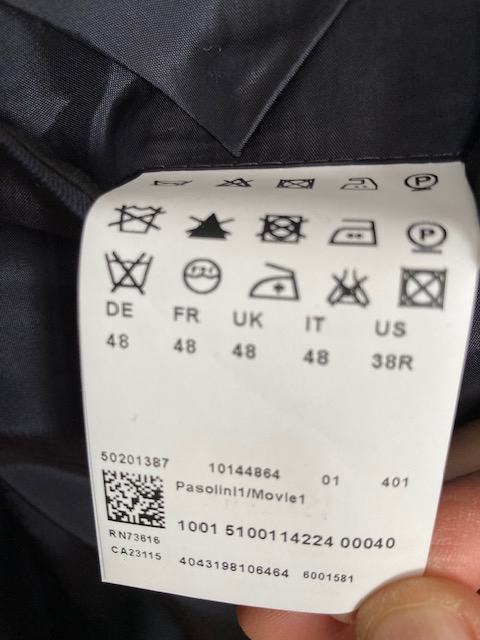 P
P
DE FR UK IT US
48 48 48 48 38R
50201387 10144864 01 401
Pasolini1/Movie1
1001 5100114224 00040
RN73616
CA23115 4043198106464 6001581